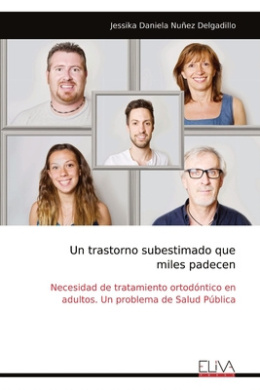 Jessika Daniela Nuñez Delgadillo
Un trastorno subestimado que
miles padecen
Necesidad de tratamiento ortodóntico en
adultos. Un problema de Salud Pública
ELIVA
PRESS